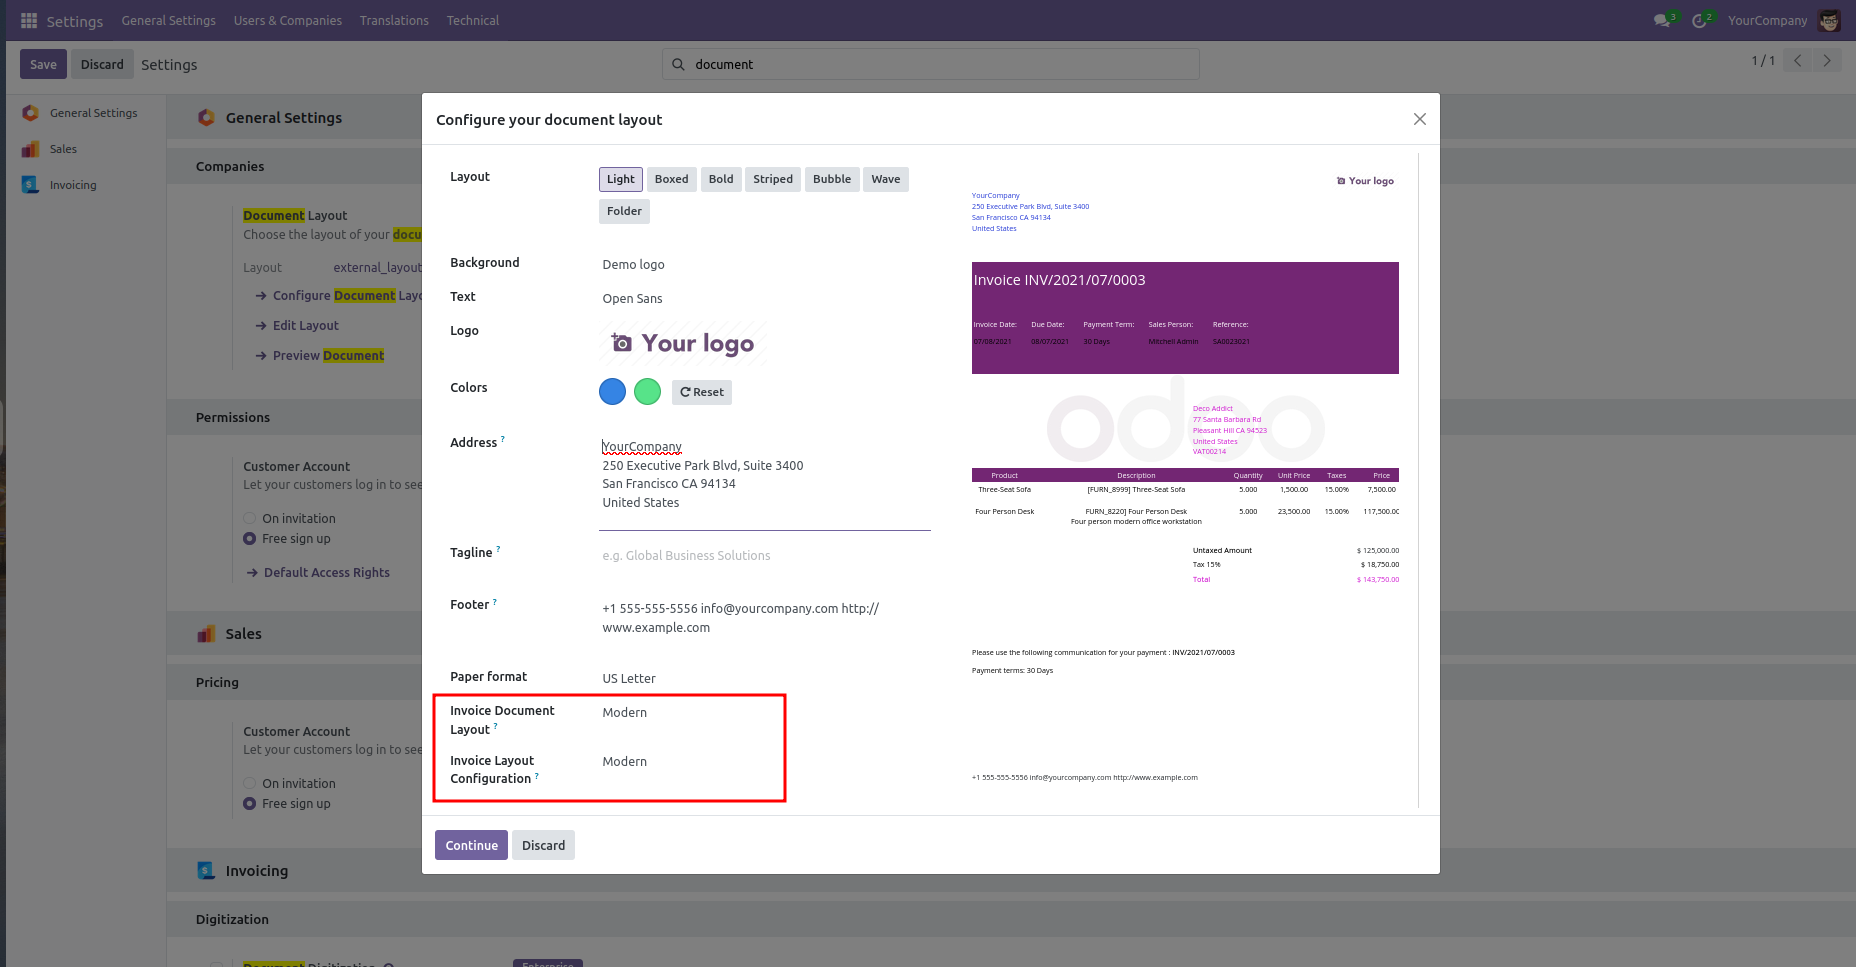 Settings General Settings Users & Companies Translations Technical 3 2 YourCompany
Save Discard Settings document 1 / 1
General Settings
Sales
Invoicing
General Settings
Companies
Document Layout
Choose the layout of your docu
Layout external_layout
Configure Document Layo
Edit Layout
Preview Document
Permissions
Customer Account
Let your customers log in to see
On invitation
Free sign up
Default Access Rights
Sales
Pricing
Customer Account
Let your customers log in to see
On invitation
Free sign up
Invoicing
Digitization
Document Digitization Enterprise
Configure your document layout
Layout Light Boxed Bold Striped Bubble Wave
Folder
Background Demo logo
Text Open Sans
Logo Your logo
Colors Reset
Address ? YourCompany
250 Executive Park Blvd, Suite 3400
San Francisco CA 94134
United States
Tagline ? e.g. Global Business Solutions
Footer ? +1 555-555-5556 info@yourcompany.com http://
www.example.com
Paper format US Letter
Invoice Document Modern
Layout ?
Invoice Layout Modern
Configuration ?
Continue Discard
Your logo
YourCompany
250 Executive Park Blvd, Suite 3400
San Francisco CA 94134
United States
Invoice INV/2021/07/0003
Invoice Date: Due Date: Payment Term: Sales Person: Reference:
07/08/2021 08/07/2021 30 Days Mitchell Admin SA0023021
odoo
Deco Addict
77 Santa Barbara Rd
Pleasant Hill CA 94523
United States
VAT00214
Product Description Quantity Unit Price Taxes Price
Three-Seat Sofa [FURN_8999] Three-Seat Sofa 5.000 1,500.00 15.00% 7,500.00
Four Person Desk FURN_8220] Four Person Desk 5.000 23,500.00 15.00% 117,500.00
Four person modern office workstation
Untaxed Amount $ 125,000.00
Tax 15% $ 18,750.00
Total $ 143,750.00
Please use the following communication for your payment : INV/2021/07/0003
Payment terms: 30 Days
+1 555-555-5556 info@yourcompany.com http://www.example.com